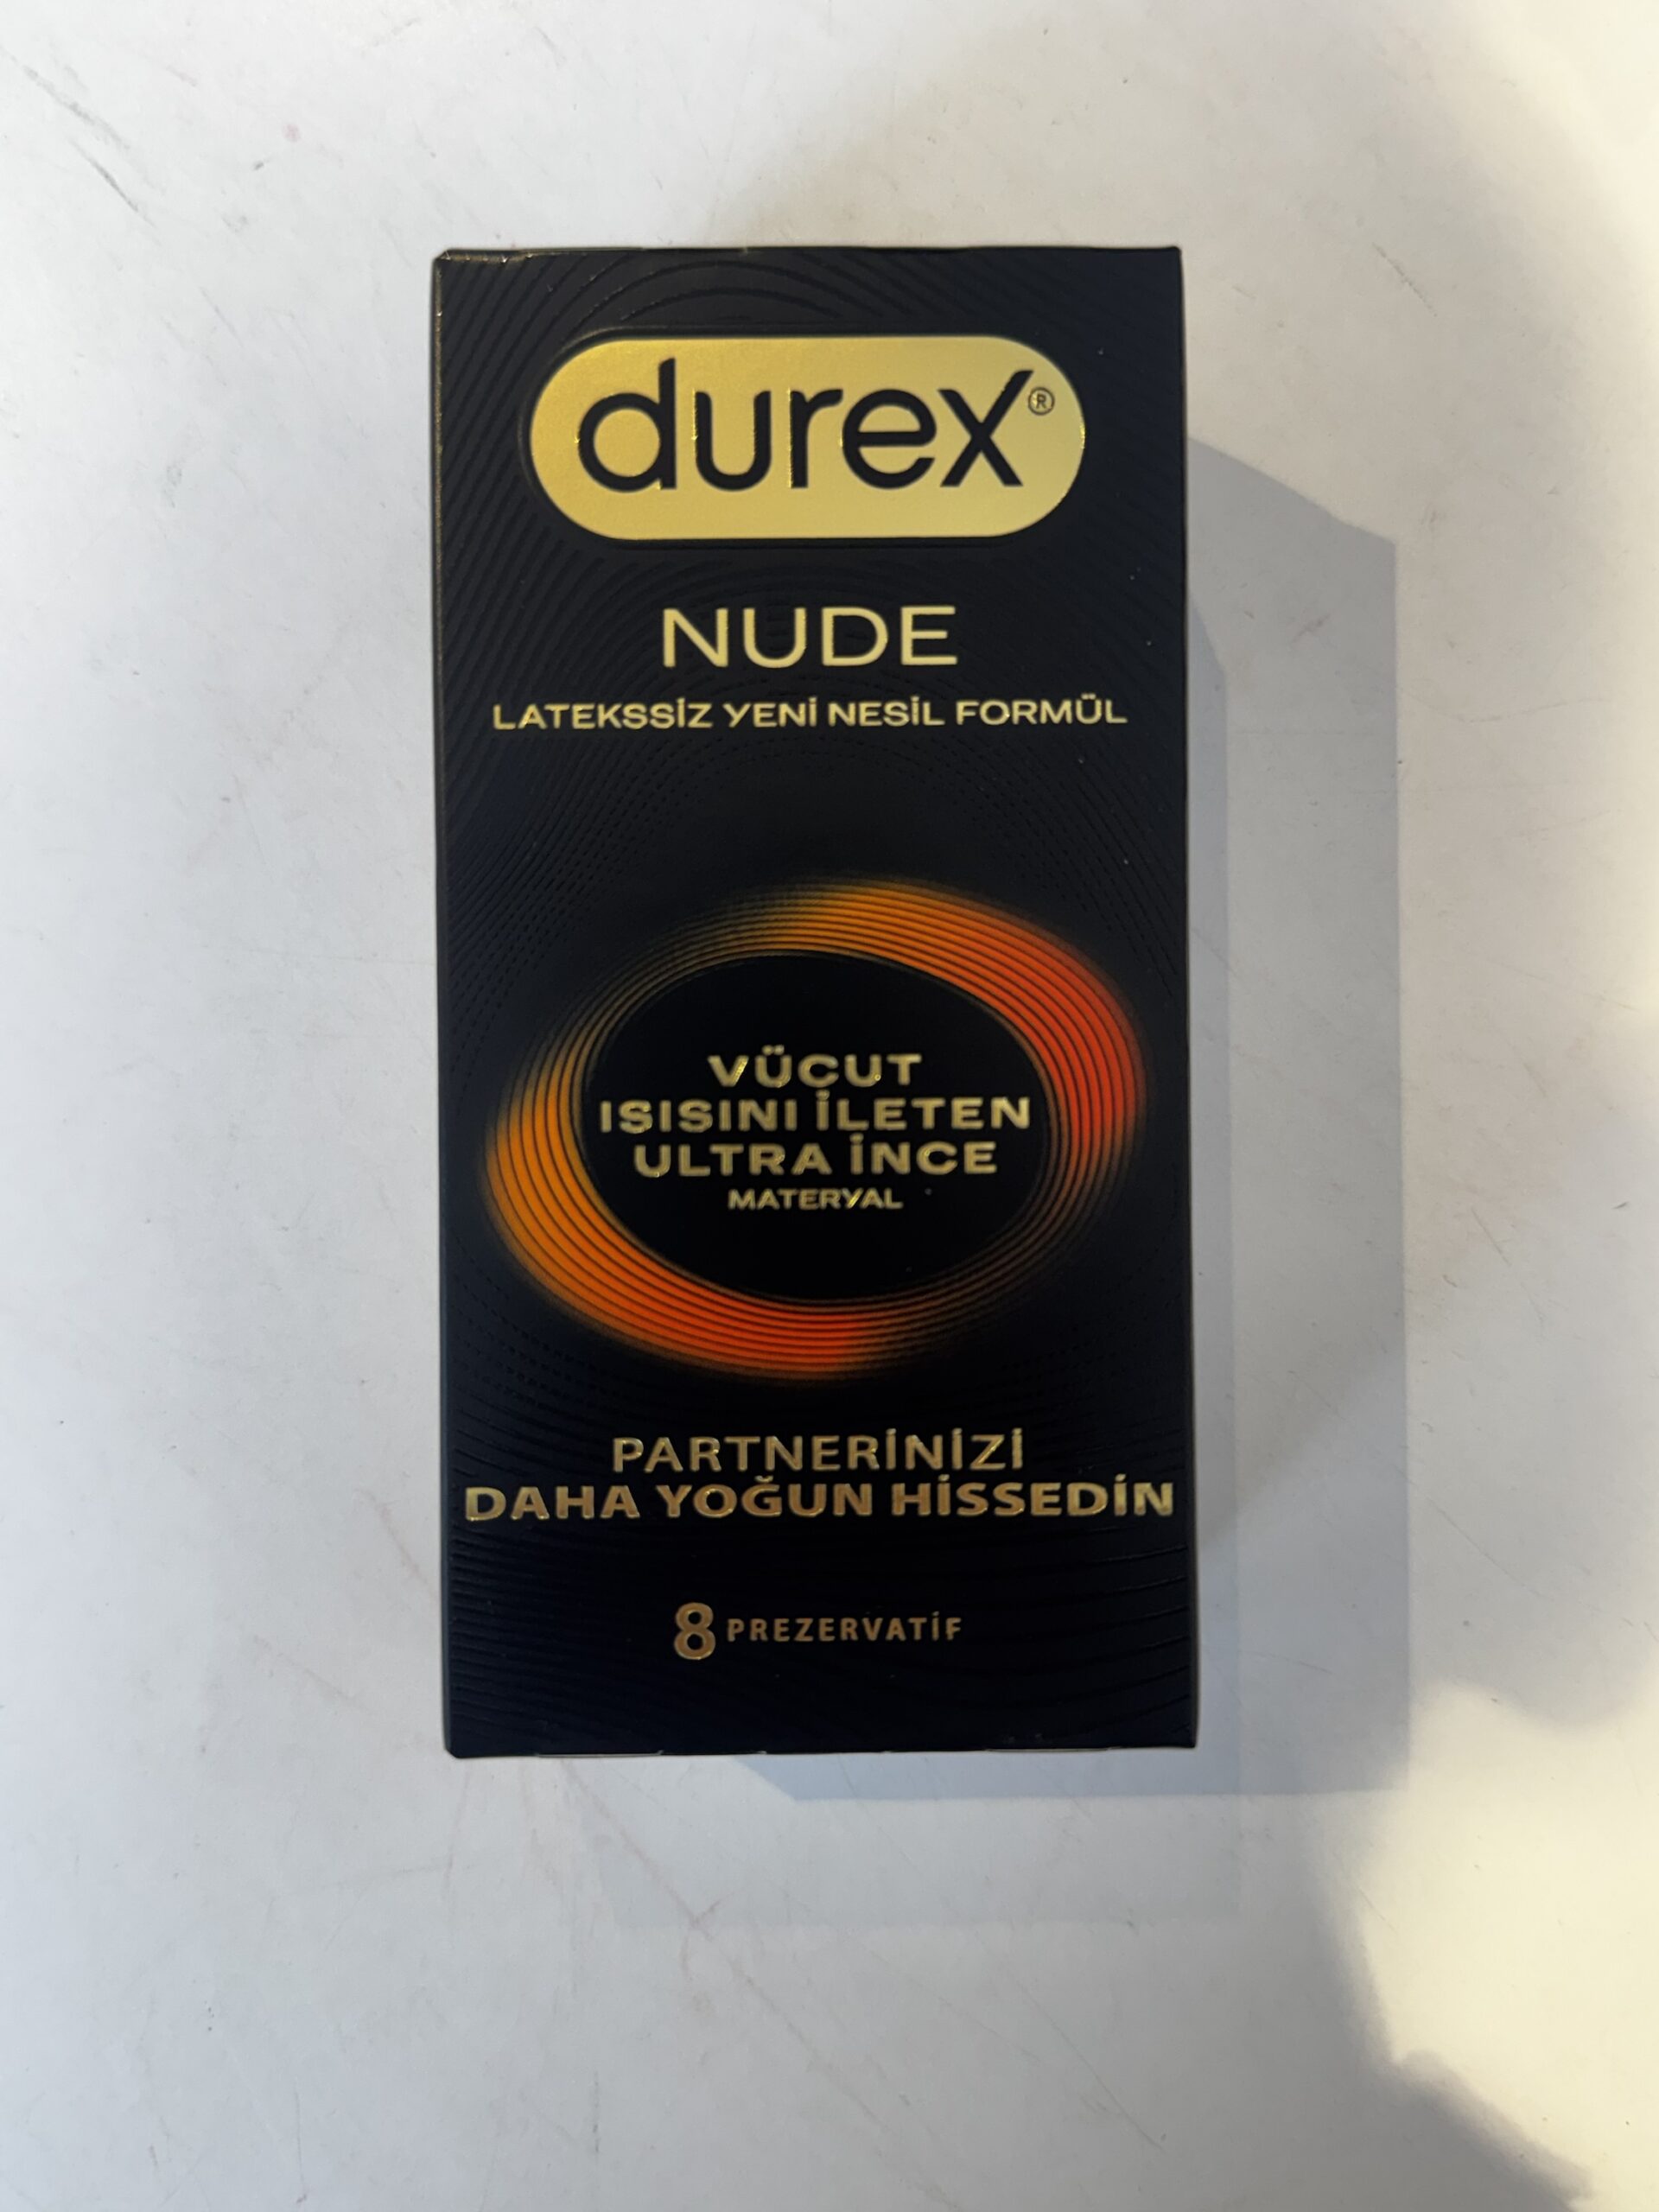 durex®
NUDE
LATEKSSİZ YENİ NESİL FORMÜL
VÜCUT
ISISINI İLETEN
ULTRA İNCE
MATERYAL
PARTNERİNİZİ
DAHA YOĞUN HİSSEDİN
8 PREZERVATİF